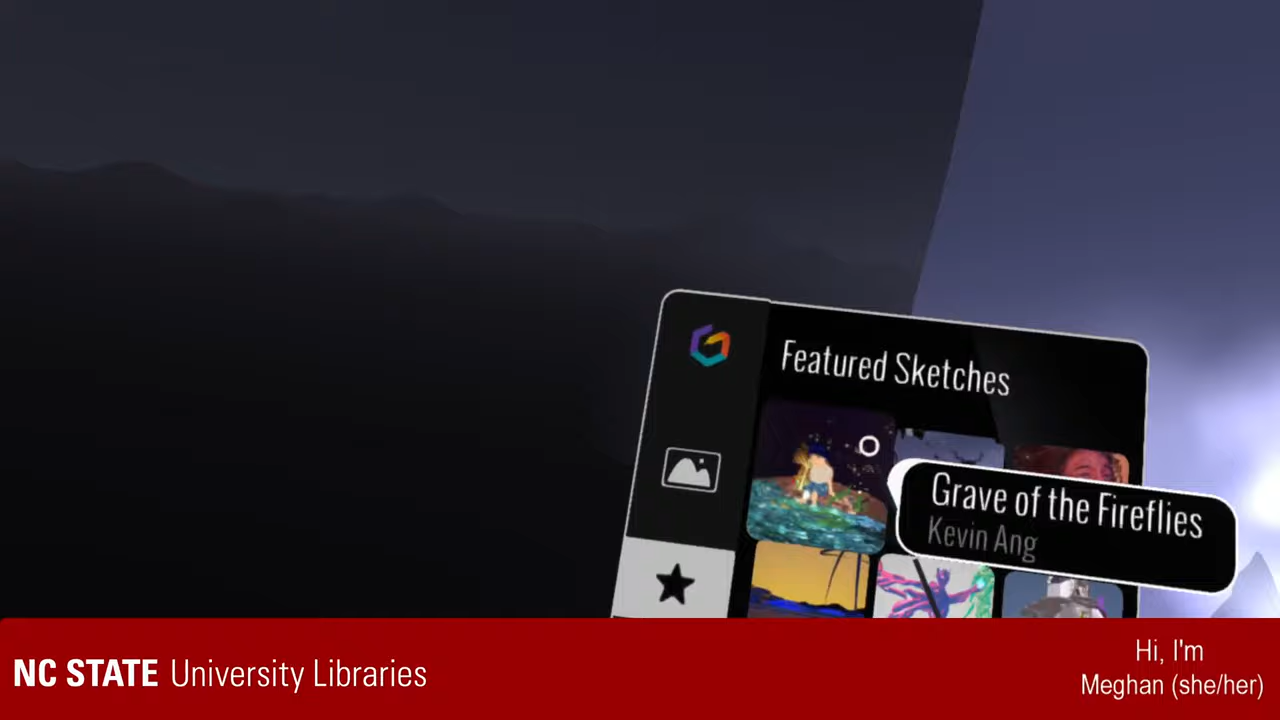 Featured Sketches
Grave of the Fireflies
Kevin Ang
NC STATE University Libraries
Hi, I'm
Meghan (she/her)